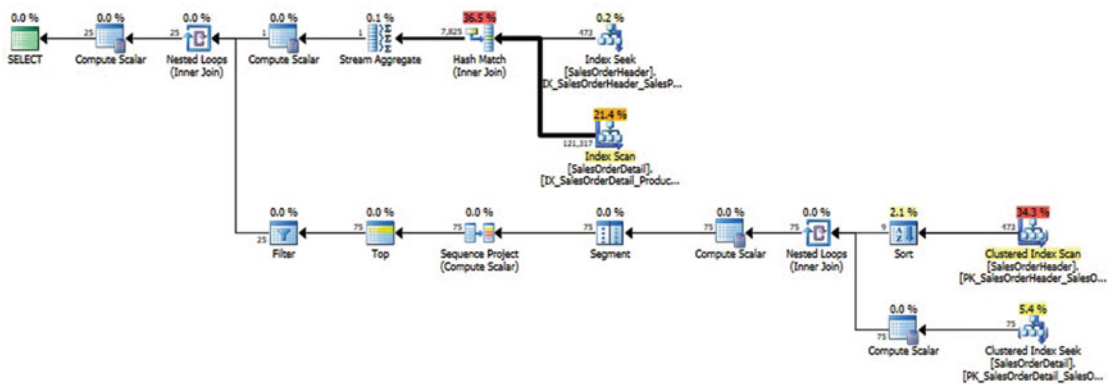 0.0 %
25
SELECT
0.0 %
25
Compute Scalar
0.0 %
1
Nested Loops
(Inner Join)
0.0 %
1
Compute Scalar
0.1 %
7,825
Stream Aggregate
36.5 %
Hash Match
(Inner Join)
0.2 %
473
Index Seek
[SalesOrderHeader].
IX_SalesOrderHeader_SalesP...
21.4 %
121,317
Index Scan
[SalesOrderDetail].
[IX_SalesOrderDetail_Produc...
0.0 %
25
Filter
0.0 %
75
Top
0.0 %
75
Sequence Project
(Compute Scalar)
0.0 %
75
Segment
0.0 %
75
Compute Scalar
0.0 %
75
Nested Loops
(Inner Join)
2.1 %
9
Sort
34.3 %
473
Clustered Index Scan
[SalesOrderHeader].
[PK_SalesOrderHeader_SalesO...
0.0 %
75
Compute Scalar
5.4 %
75
Clustered Index Seek
[SalesOrderDetail].
[PK_SalesOrderDetail_SalesO...